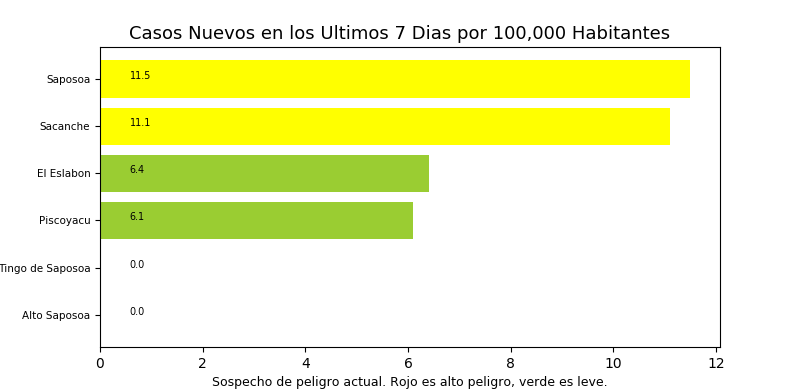 Casos Nuevos en los Ultimos 7 Dias por 100,000 Habitantes
Saposoa 11.5
Sacanche 11.1
El Eslabon 6.4
Piscoyacu 6.1
Tingo de Saposoa 0.0
Alto Saposoa 0.0
0 2 4 6 8 10 12
Sospecho de peligro actual. Rojo es alto peligro, verde es leve.